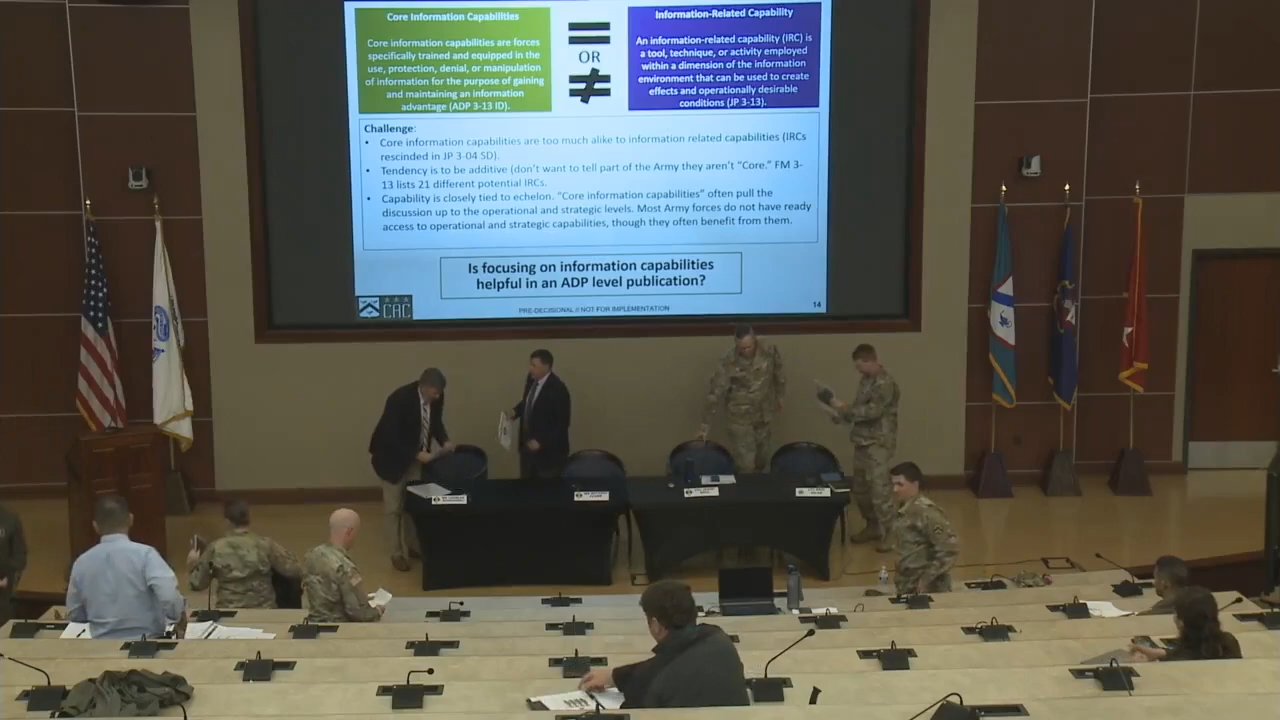 Core Information Capabilities
Core information capabilities are forces
specifically trained and equipped in the
use, protection, denial, or manipulation
of information for the purpose of gaining
and maintaining an information
advantage (ADP 3-13 ID).
OR
Information-Related Capability
An information-related capability (IRC) is
a tool, technique, or activity employed
within a dimension of the information
environment that can be used to create
effects and operationally desirable
conditions (JP 3-13).
Challenge:
• Core information capabilities are too much alike to information related capabilities (IRCs
rescinded in JP 3-04 SD).
• Tendency is to be additive (don't want to tell part of the Army they aren't "Core." FM 3-
13 lists 21 different potential IRCs.
• Capability is closely tied to echelon. "Core information capabilities" often pull the
discussion up to the operational and strategic levels. Most Army forces do not have ready
access to operational and strategic capabilities, though they often benefit from them.
Is focusing on information capabilities
helpful in an ADP level publication?
CAC
PRE-DECISIONAL // NOT FOR IMPLEMENTATION
14